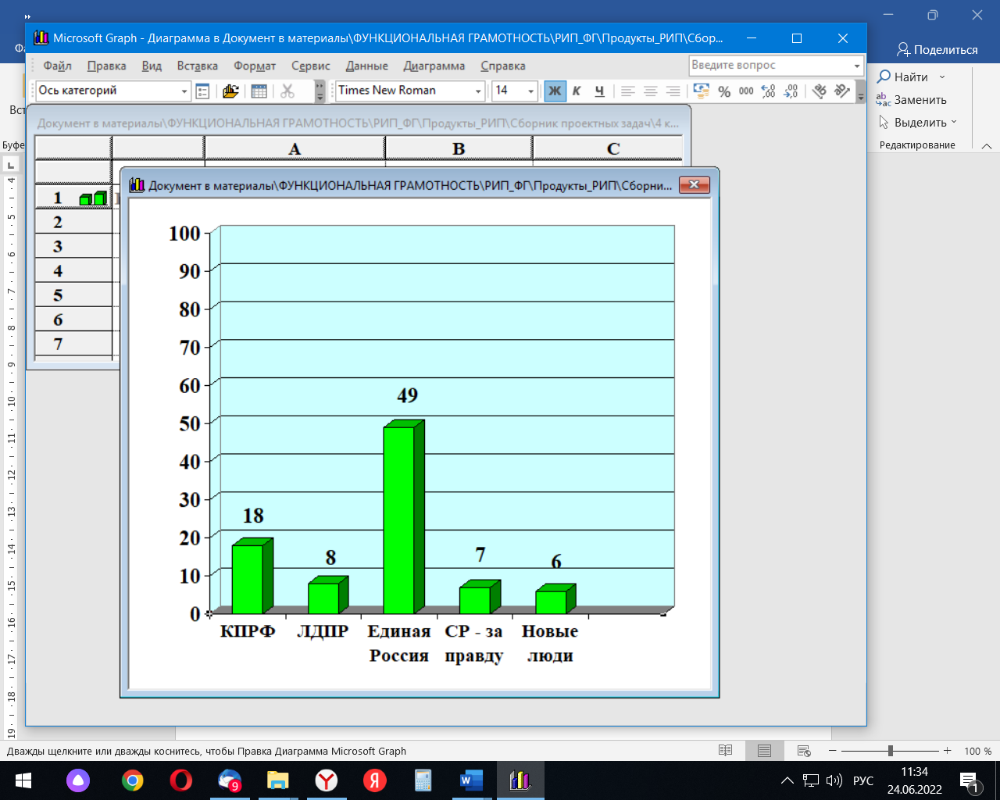 Microsoft Graph - Диаграмма в Документ в материалы\ФУНКЦИОНАЛЬНАЯ ГРАМОТНОСТЬ\РИП_ФГ\Продукты_РИП\Сбор...
Поделиться
Файл Правка Вид Вставка Формат Сервис Данные Диаграмма Справка
Введите вопрос
Найти
Ось категорий
Times New Roman
14
Ж К Ч
% 000
Заменить
Документ в материалы\ФУНКЦИОНАЛЬНАЯ ГРАМОТНОСТЬ\РИП_ФГ\Продукты_РИП\Сборник проектных задач\4 к...
Выделить
Редактирование
A B C
1
2
3
4
5
6
7
Документ в материалы\ФУНКЦИОНАЛЬНАЯ ГРАМОТНОСТЬ\РИП_ФГ\Продукты_РИП\Сборни...
100
90
80
70
60
50
40
30
20
10
0
18
8
49
7
6
КПРФ
ЛДПР
Единая
Россия
СР - за
правду
Новые
люди
4
5
6
7
8
9
10
11
12
13
14
15
16
17
18
19
Дважды щелкните или дважды коснитесь, чтобы Правка Диаграмма Microsoft Graph
100 %
9
РУС
11:34
24.06.2022
1